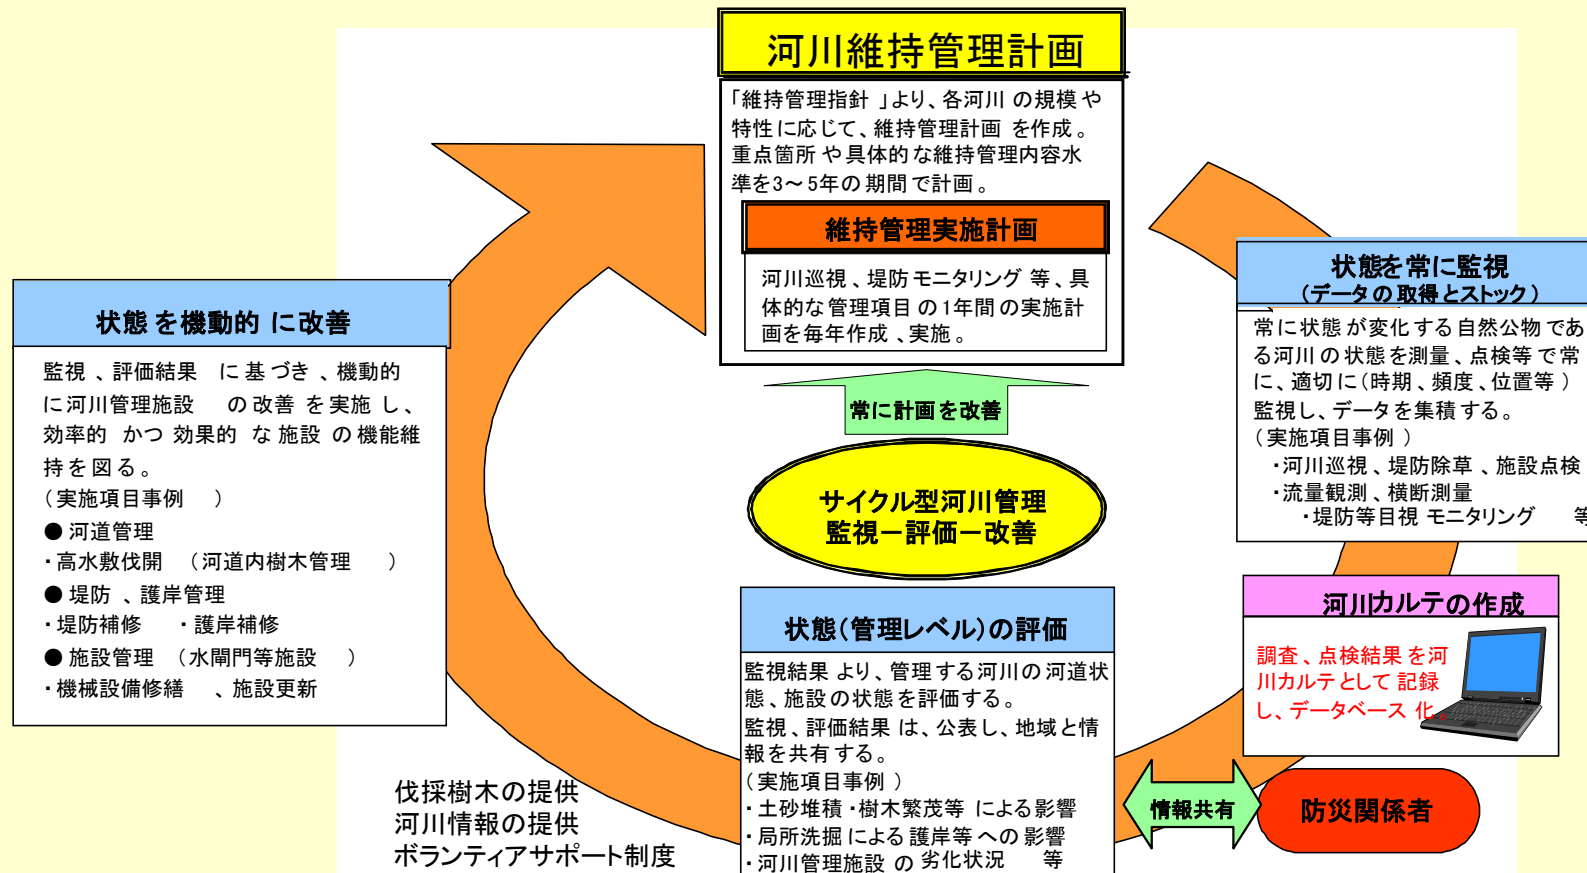 河川維持管理計画
「維持管理指針」より、各河川の規模や
特性に応じて、維持管理計画を作成。
重点箇所や具体的な維持管理内容水
準を3～5年の期間で計画。
維持管理実施計画
河川巡視、堤防モニタリング等、具
体的な管理項目の1年間の実施計
画を毎年作成、実施。
常に計画を改善
サイクル型河川管理
監視－評価－改善
状態を常に監視
(データの取得とストック)
常に状態が変化する自然公物であ
る河川の状態を測量、点検等で常
に、適切に(時期、頻度、位置等)
監視し、データを集積する。
(実施項目事例)
・河川巡視、堤防除草、施設点検
・流量観測、横断測量
・堤防等目視モニタリング 等
河川カルテの作成
調査、点検結果を河
川カルテとして記録
し、データベース化。
状態(管理レベル)の評価
監視結果より、管理する河川の河道状
態、施設の状態を評価する。
監視、評価結果は、公表し、地域と情
報を共有する。
(実施項目事例)
・土砂堆積・樹木繁茂等による影響
・局所洗掘による護岸等への影響
・河川管理施設の劣化状況 等
情報共有
防災関係者
状態を機動的に改善
監視、評価結果に基づき、機動的
に河川管理施設の改善を実施し、
効率的かつ効果的な施設の機能維
持を図る。
(実施項目事例)
●河道管理
・高水敷伐開 (河道内樹木管理)
●堤防、護岸管理
・堤防補修 ・護岸補修
●施設管理 (水閘門等施設)
・機械設備修繕、施設更新
伐採樹木の提供
河川情報の提供
ボランティアサポート制度